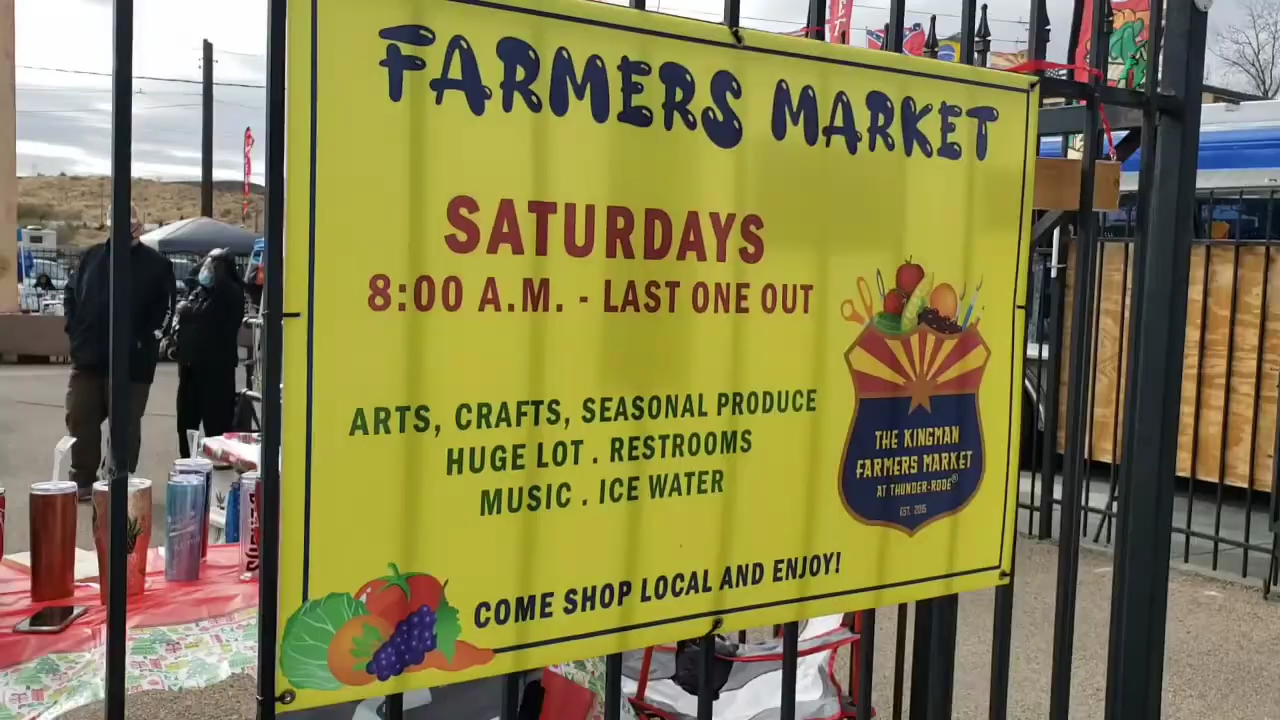 FARMERS MARKET
SATURDAYS
8:00 A.M. - LAST ONE OUT
ARTS, CRAFTS, SEASONAL PRODUCE
HUGE LOT . RESTROOMS
MUSIC . ICE WATER
THE KINGMAN
FARMERS MARKET
AT THUNDER-RODE®
EST. 2015
COME SHOP LOCAL AND ENJOY!